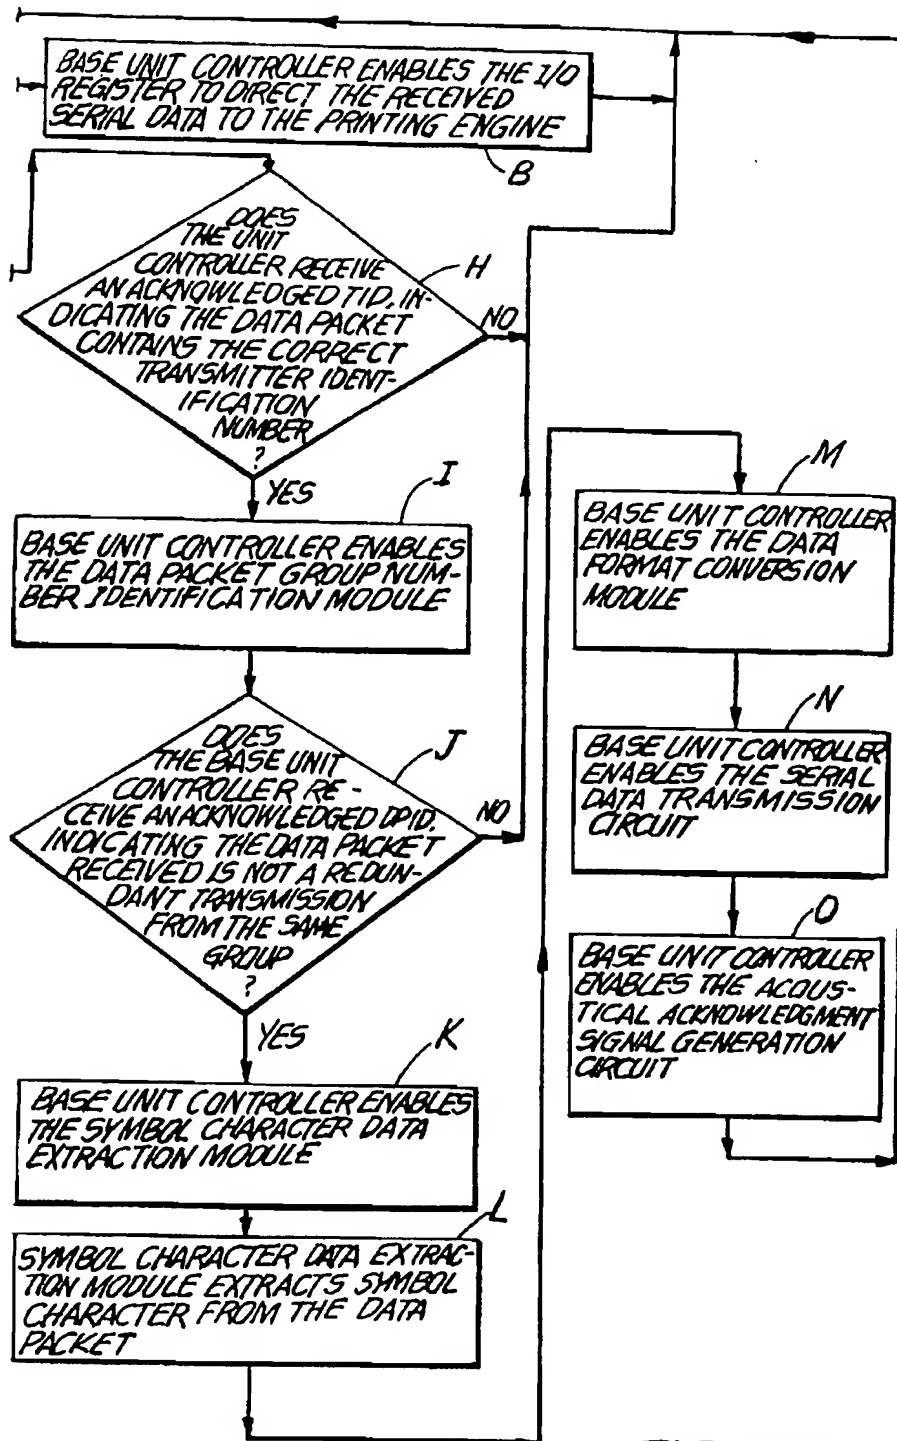 BASE UNIT CONTROLLER ENABLES THE I/O
REGISTER TO DIRECT THE RECEIVED
SERIAL DATA TO THE PRINTING ENGINE
B
DOES
THE UNIT
CONTROLLER RECEIVE
AN ACKNOWLEDGED TID, IN-
DICATING THE DATA PACKET
CONTAINS THE CORRECT
TRANSMITTER IDENT-
IFICATION
NUMBER
?
H
NO
YES
I
BASE UNIT CONTROLLER ENABLES
THE DATA PACKET GROUP NUM-
BER IDENTIFICATION MODULE
DOES
THE BASE UNIT
CONTROLLER RE-
CEIVE AN ACKNOWLEDGED DPID,
INDICATING THE DATA PACKET
RECEIVED IS NOT A REDUN-
DANT TRANSMISSION
FROM THE SAME
GROUP
?
J
NO
YES
K
BASE UNIT CONTROLLER ENABLES
THE SYMBOL CHARACTER DATA
EXTRACTION MODULE
L
SYMBOL CHARACTER DATA EXTRAC-
TION MODULE EXTRACTS SYMBOL
CHARACTER FROM THE DATA
PACKET
M
BASE UNIT CONTROLLER
ENABLES THE DATA
FORMAT CONVERSION
MODULE
N
BASE UNIT CONTROLLER
ENABLES THE SERIAL
DATA TRANSMISSION
CIRCUIT
O
BASE UNIT CONTROLLER
ENABLES THE ACOUS-
TICAL ACKNOWLEDGMENT
SIGNAL GENERATION
CIRCUIT